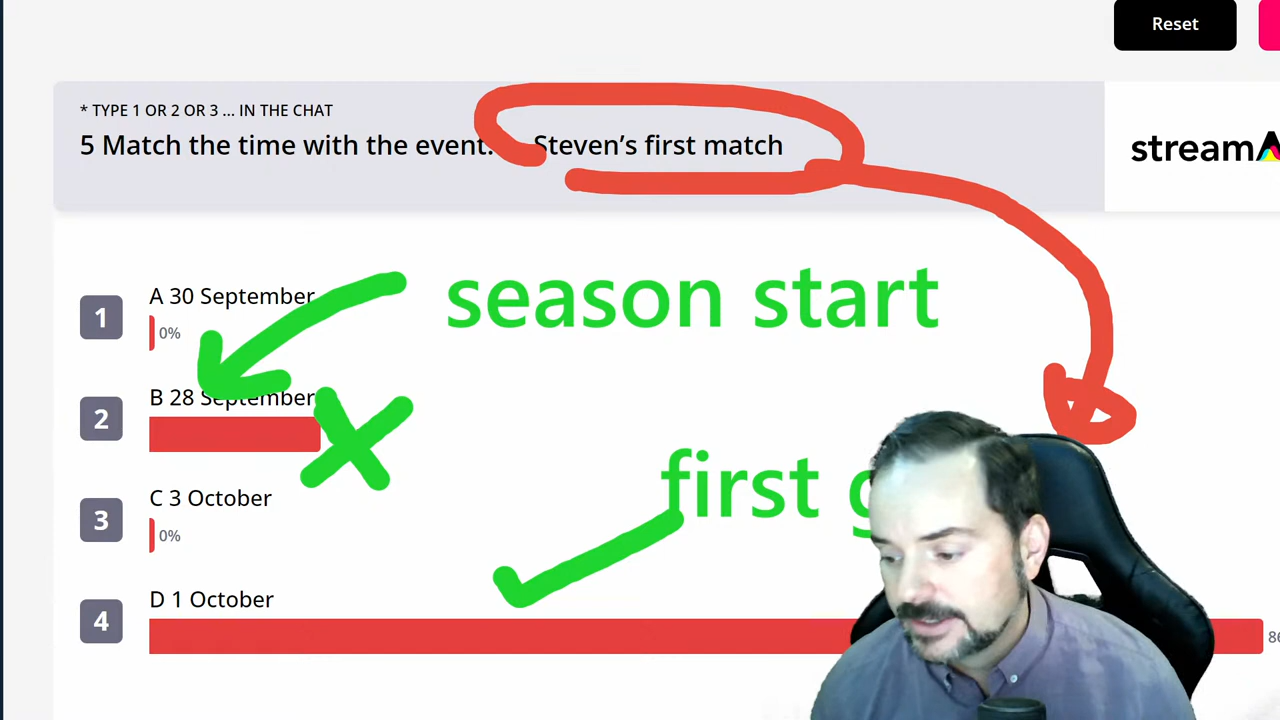 Reset
* TYPE 1 OR 2 OR 3 ... IN THE CHAT
5 Match the time with the event. Steven's first match
stream
1
A 30 September
0%
season start
2
B 28 September
first
3
C 3 October
0%
4
D 1 October